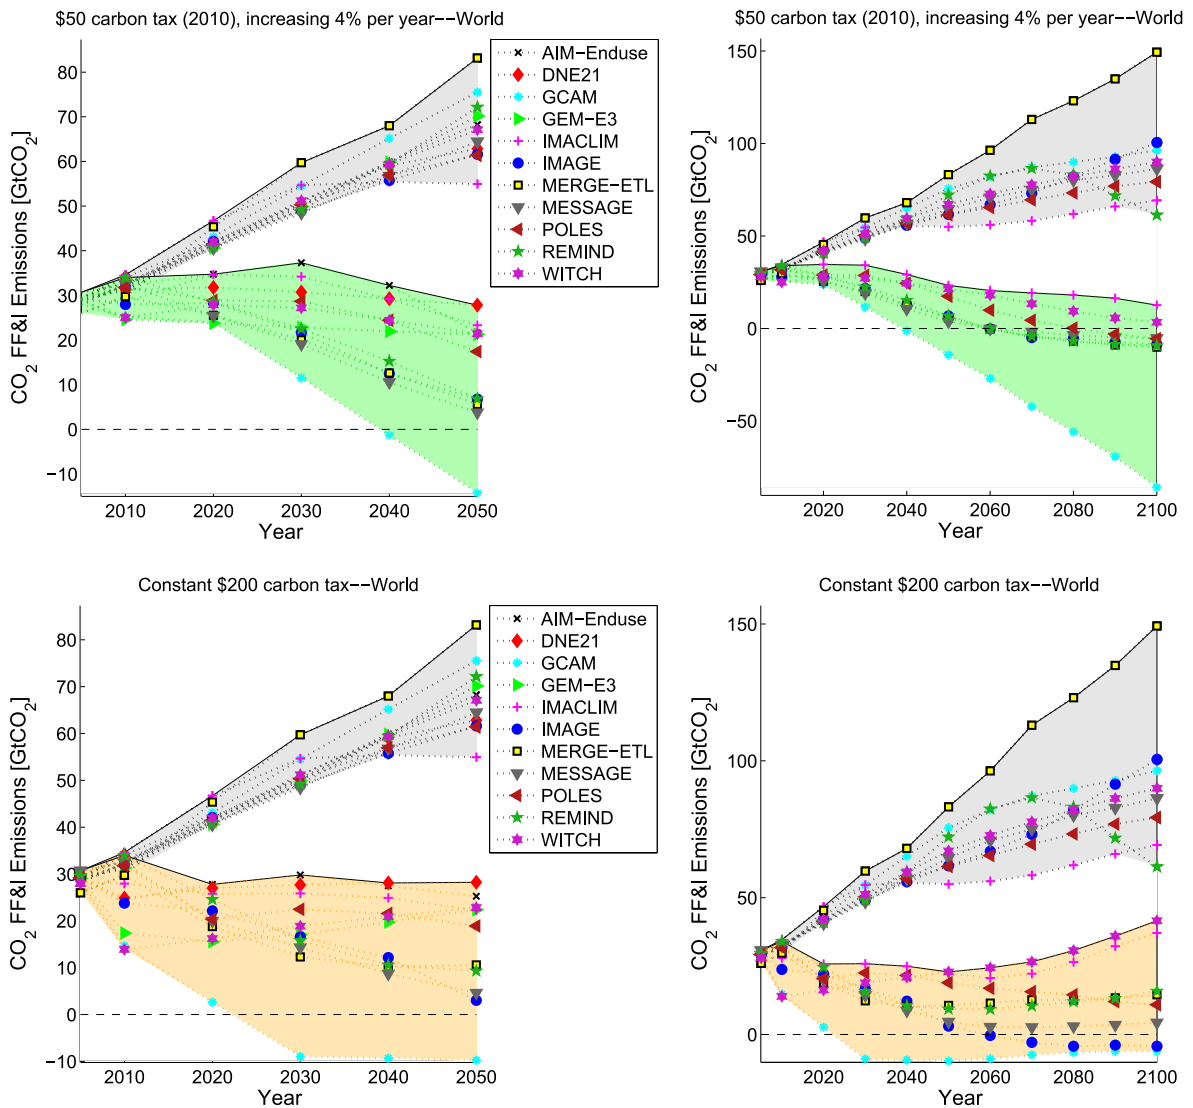 $50 carbon tax (2010), increasing 4% per year−−World
CO2 FF&I Emissions [GtCO2]
80
70
60
50
40
30
20
10
0
−10
2010
2020
2030
2040
2050
Year
AIM−Enduse
DNE21
GCAM
GEM−E3
IMACLIM
IMAGE
MERGE−ETL
MESSAGE
POLES
REMIND
WITCH
$50 carbon tax (2010), increasing 4% per year−−World
CO2 FF&I Emissions [GtCO2]
150
100
50
0
−50
2020
2040
2060
2080
2100
Year
Constant $200 carbon tax−−World
CO2 FF&I Emissions [GtCO2]
80
70
60
50
40
30
20
10
0
−10
2010
2020
2030
2040
2050
Year
AIM−Enduse
DNE21
GCAM
GEM−E3
IMACLIM
IMAGE
MERGE−ETL
MESSAGE
POLES
REMIND
WITCH
Constant $200 carbon tax−−World
CO2 FF&I Emissions [GtCO2]
150
100
50
0
2020
2040
2060
2080
2100
Year